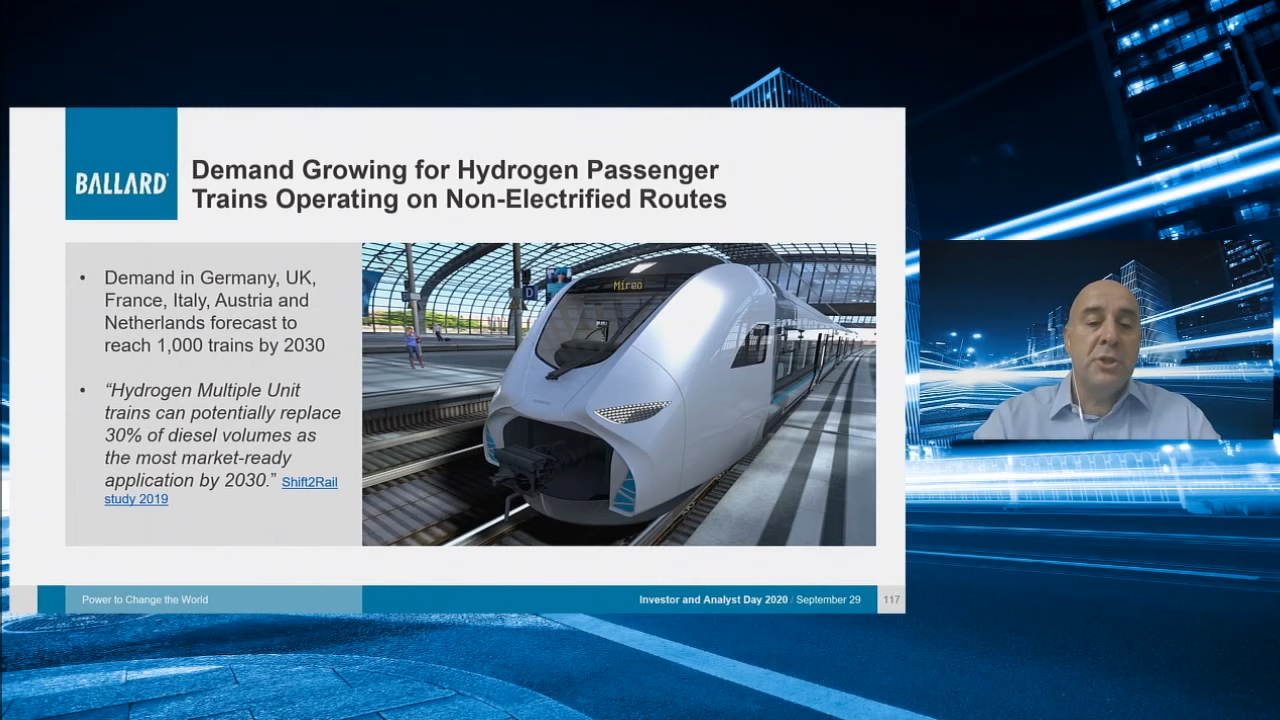 BALLARD
Demand Growing for Hydrogen Passenger
Trains Operating on Non-Electrified Routes
• Demand in Germany, UK,
France, Italy, Austria and
Netherlands forecast to
reach 1,000 trains by 2030
• “Hydrogen Multiple Unit
trains can potentially replace
30% of diesel volumes as
the most market-ready
application by 2030.” Shift2Rail
study 2019
Mireo
D
Power to Change the World
Investor and Analyst Day 2020 / September 29
117